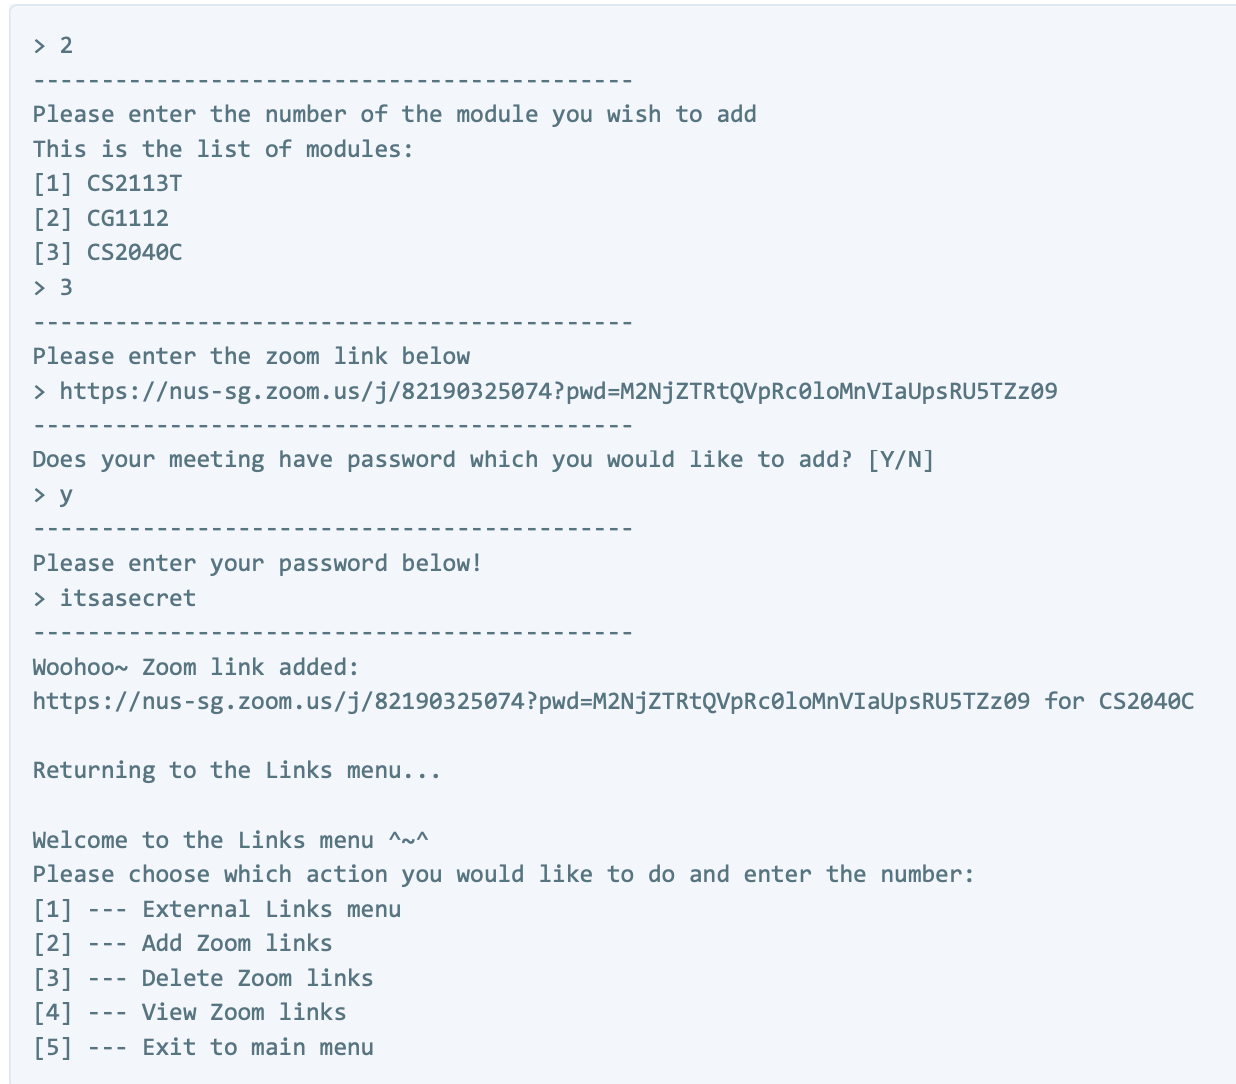 > 2
--------------------------------------------
Please enter the number of the module you wish to add
This is the list of modules:
[1] CS2113T
[2] CG1112
[3] CS2040C
> 3
--------------------------------------------
Please enter the zoom link below
> https://nus-sg.zoom.us/j/82190325074?pwd=M2NjZTRtQVpRc0loMnVIaUpsRU5TZz09
--------------------------------------------
Does your meeting have password which you would like to add? [Y/N]
> y
--------------------------------------------
Please enter your password below!
> itsasecret
--------------------------------------------
Woohoo~ Zoom link added:
https://nus-sg.zoom.us/j/82190325074?pwd=M2NjZTRtQVpRc0loMnVIaUpsRU5TZz09 for CS2040C
Returning to the Links menu...
Welcome to the Links menu ^~^
Please choose which action you would like to do and enter the number:
[1] --- External Links menu
[2] --- Add Zoom links
[3] --- Delete Zoom links
[4] --- View Zoom links
[5] --- Exit to main menu